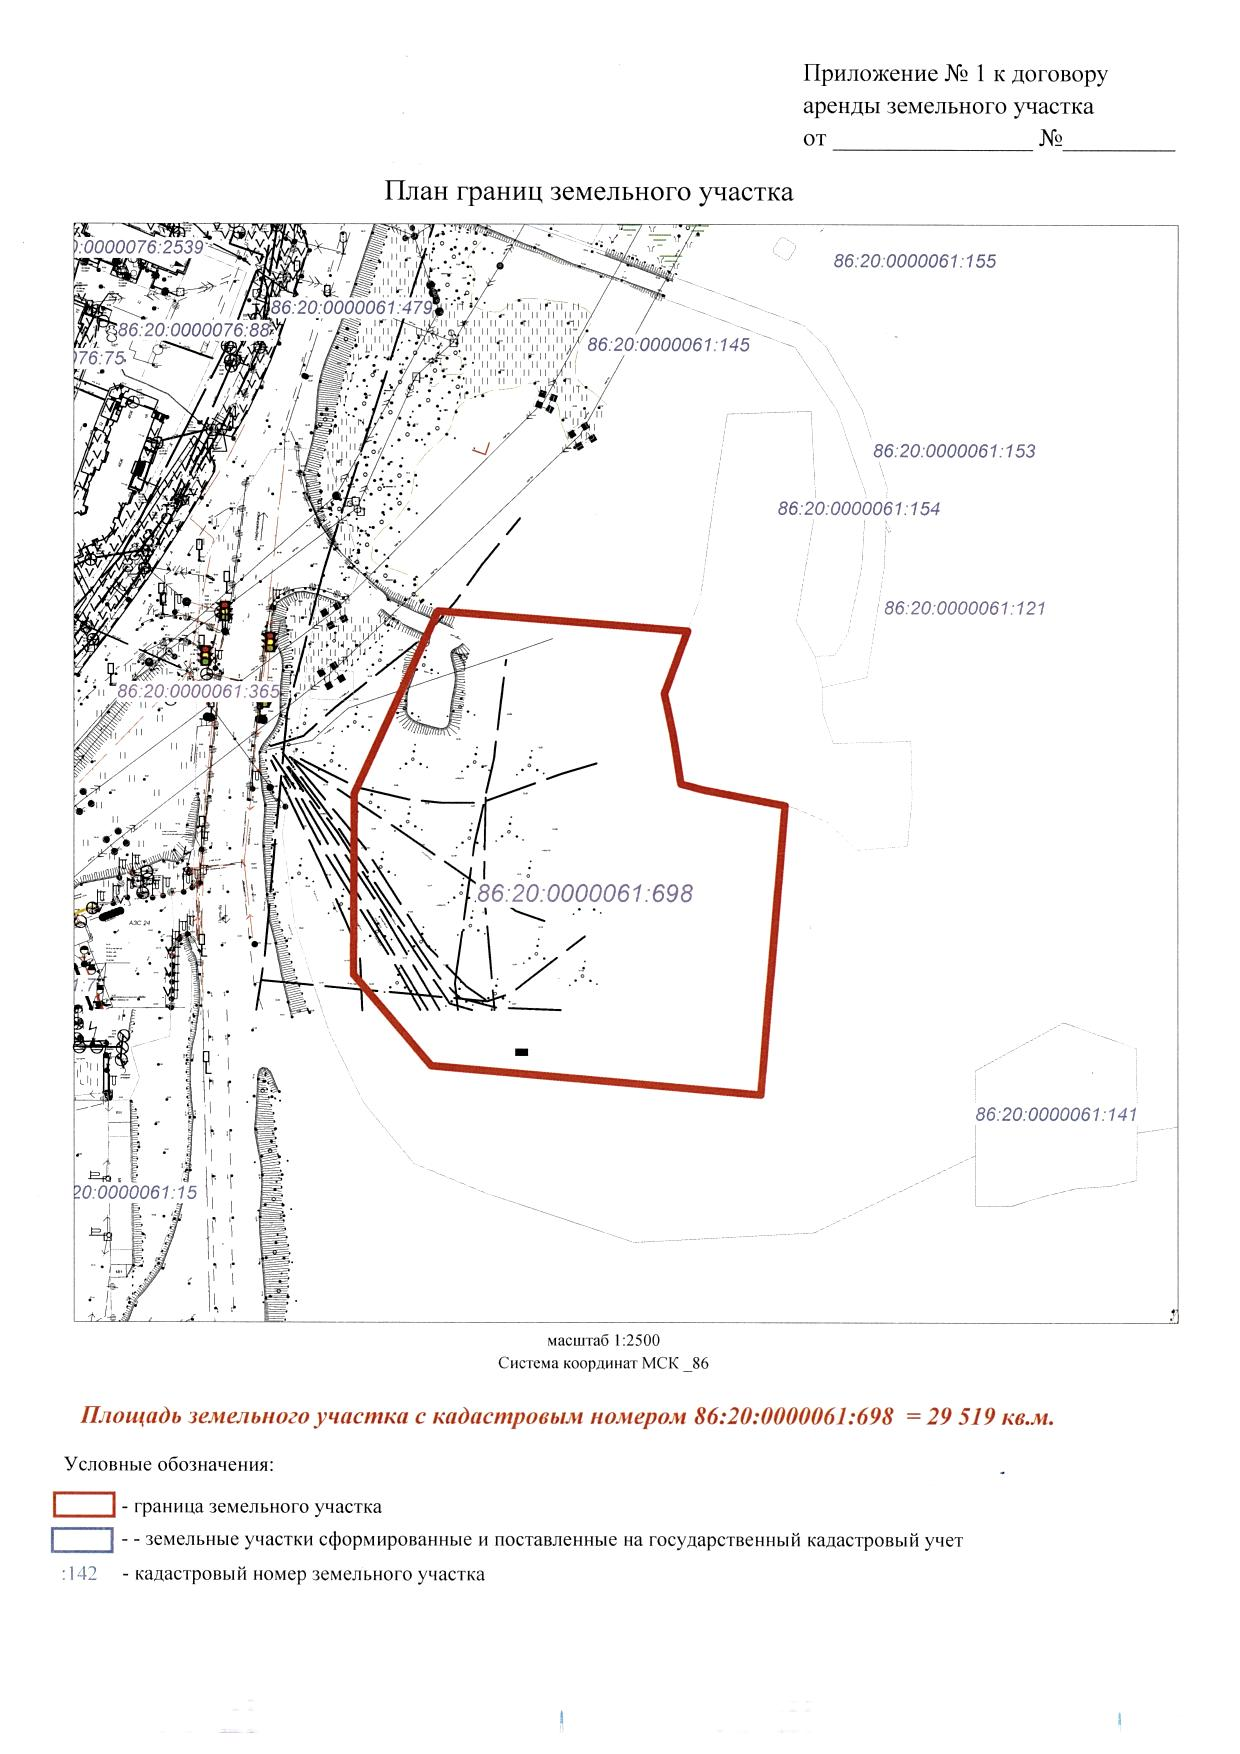 Приложение № 1 к договору
аренды земельного участка
от _________________ №__________
План границ земельного участка
:0000076:2539
86:20:0000061:155
86:20:0000061:479
86:20:0000076:88
86:20:0000061:145
76:75
86:20:0000061:153
86:20:0000061:154
86:20:0000061:121
86:20:0000061:365
86:20:0000061:698
АЗС 24
86:20:0000061:141
20:0000061:15
масштаб 1:2500
Система координат МСК _86
Площадь земельного участка с кадастровым номером 86:20:0000061:698 = 29 519 кв.м.
Условные обозначения:
- граница земельного участка
- - земельные участки сформированные и поставленные на государственный кадастровый учет
:142 - кадастровый номер земельного участка